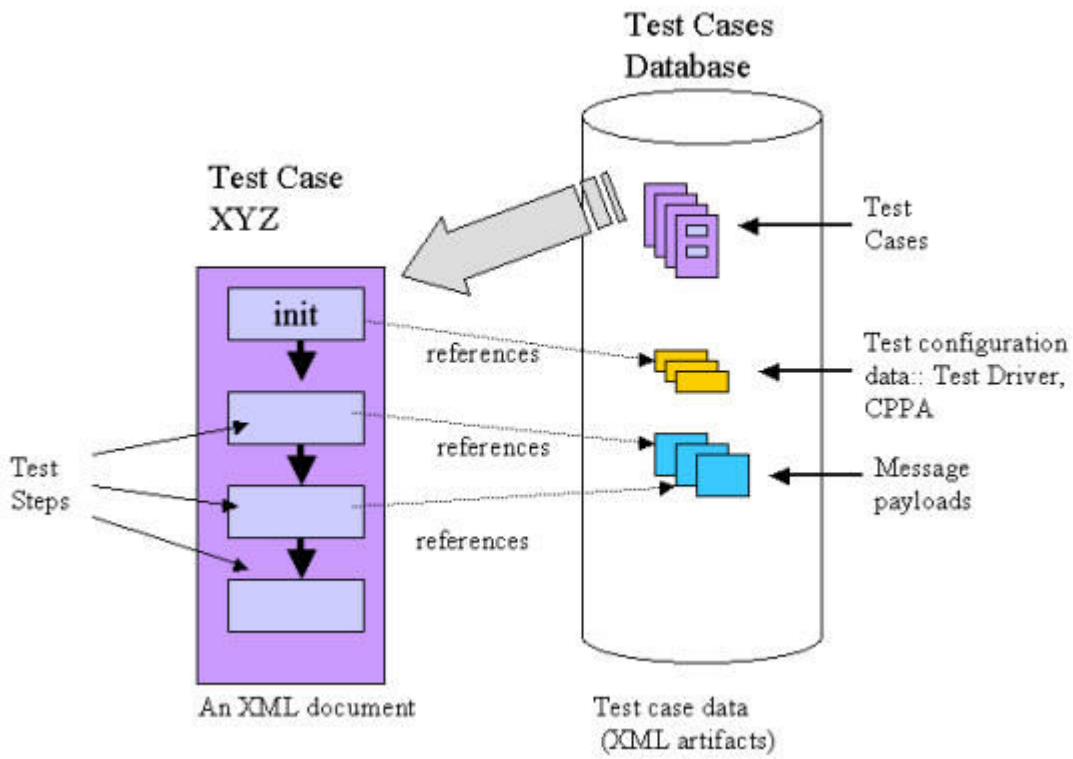 Test Cases
Database
Test Case
XYZ
Test
Cases
init
references
Test configuration
data:: Test Driver,
CPPA
references
Test
Steps
Message
payloads
references
An XML document
Test case data
(XML artifacts)